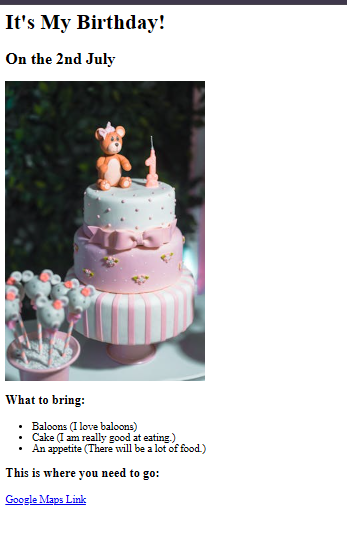 It's My Birthday!
On the 2nd July
1
What to bring:
Baloons (I love baloons)
Cake (I am really good at eating.)
An appetite (There will be a lot of food.)
This is where you need to go:
Google Maps Link